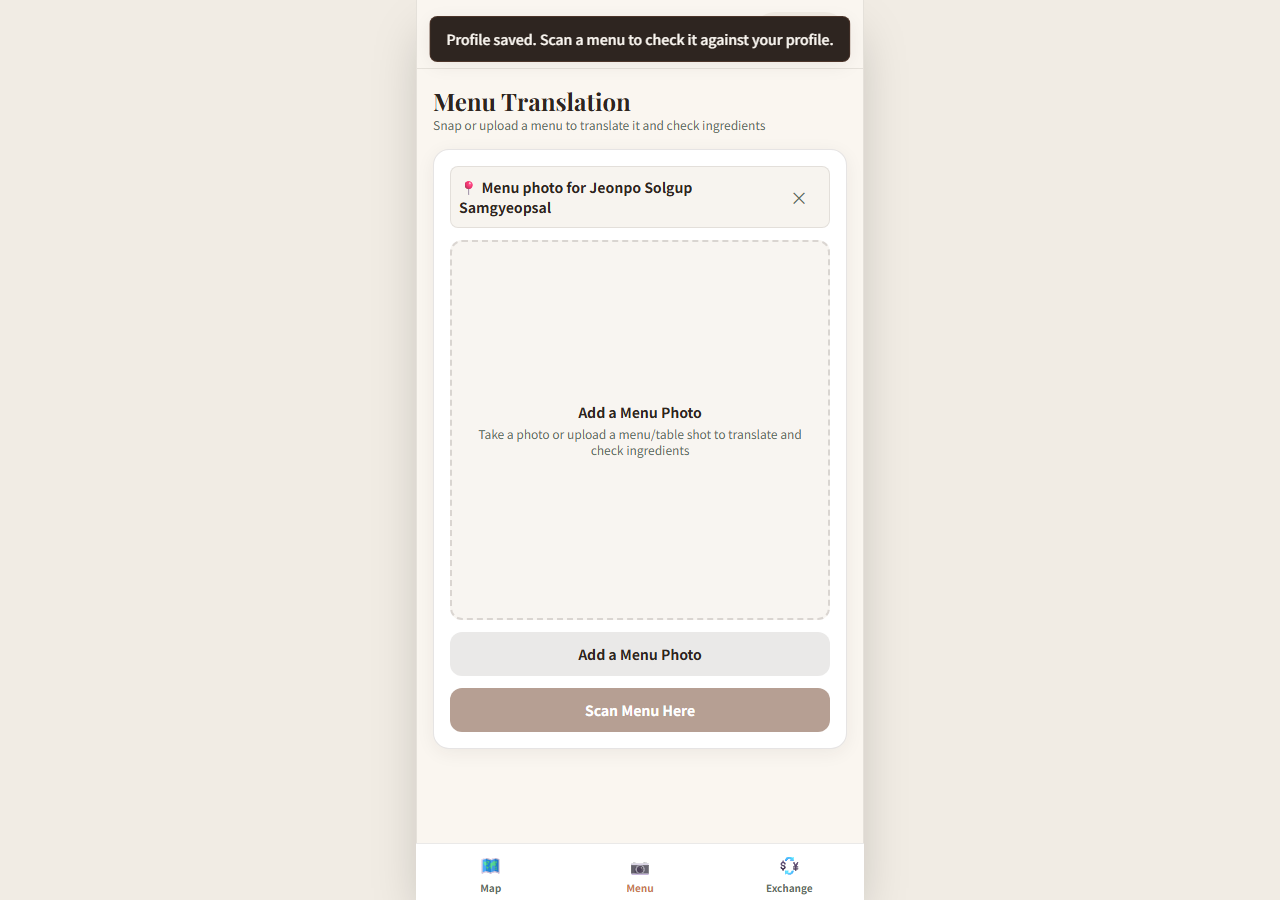 Profile saved. Scan a menu to check it against your profile.
Menu Translation
Snap or upload a menu to translate it and check ingredients
Menu photo for Jeonpo Solgup
Samgyeopsal
Add a Menu Photo
Take a photo or upload a menu/table shot to translate and
check ingredients
Add a Menu Photo
Scan Menu Here
Map
Menu
Exchange